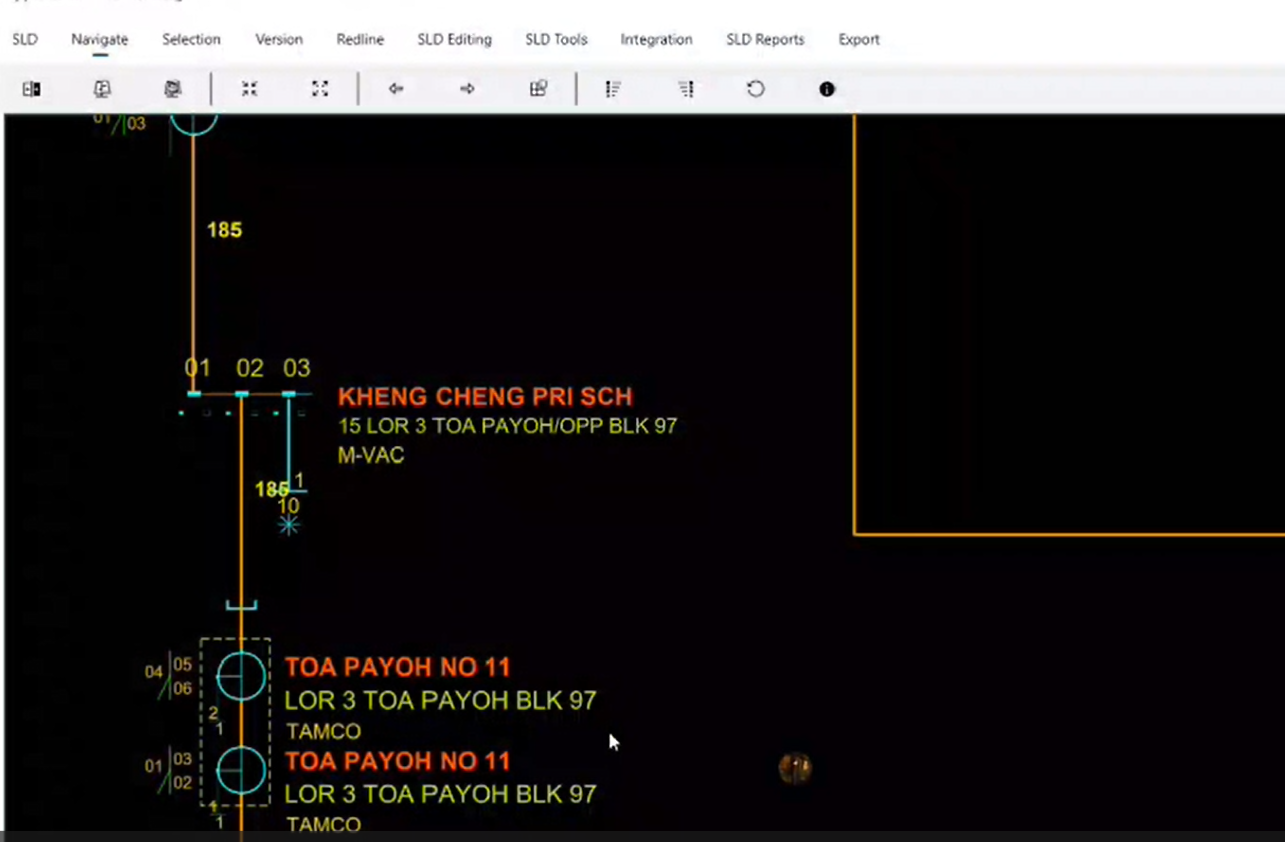 SLD Navigate Selection Version Redline SLD Editing SLD Tools Integration SLD Reports Export
01 03
185
01 02 03
KHENG CHENG PRI SCH
15 LOR 3 TOA PAYOH/OPP BLK 97
M-VAC
185 1
10
04 05
06
TOA PAYOH NO 11
LOR 3 TOA PAYOH BLK 97
2
1
TAMCO
01 03
02
TOA PAYOH NO 11
LOR 3 TOA PAYOH BLK 97
1
1
TAMCO